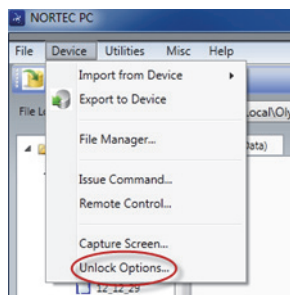 NORTEC PC
File Device Utilities Misc Help
Import from Device
Export to Device
File L
.ocal\Oly
File Manager...
Data)
Issue Command...
Remote Control...
Capture Screen...
Unlock Options...
12_12_29